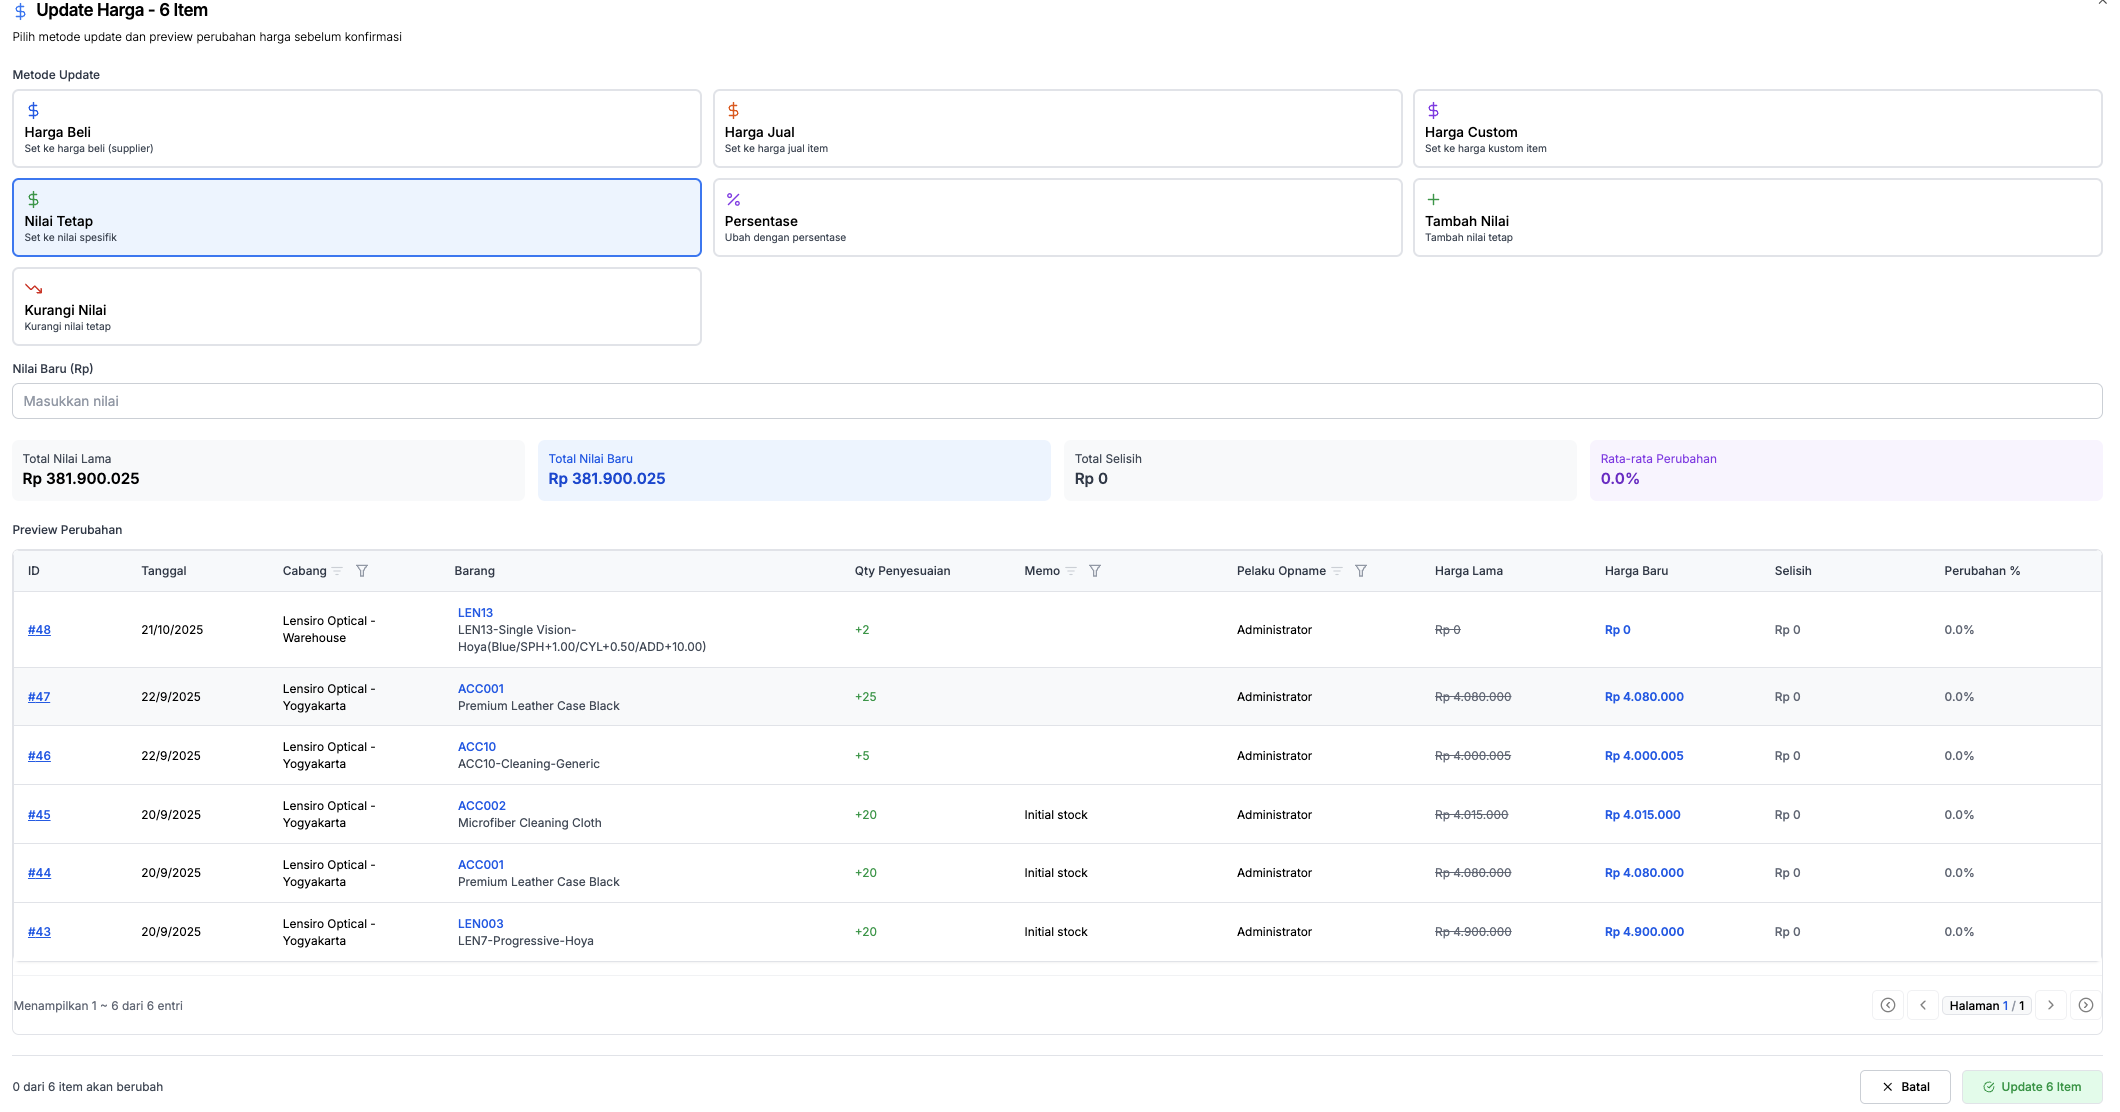 Update Harga - 6 Item
Pilih metode update dan preview perubahan harga sebelum konfirmasi
Metode Update
Harga Beli
Set ke harga beli (supplier)
Harga Jual
Set ke harga jual item
Harga Custom
Set ke harga kustom item
Nilai Tetap
Set ke nilai spesifik
Persentase
Ubah dengan persentase
Tambah Nilai
Tambah nilai tetap
Kurangi Nilai
Kurangi nilai tetap
Nilai Baru (Rp)
Masukkan nilai
Total Nilai Lama
Rp 381.900.025
Total Nilai Baru
Rp 381.900.025
Total Selisih
Rp 0
Rata-rata Perubahan
0.0%
Preview Perubahan
ID Tanggal Cabang Barang Qty Penyesuaian Memo Pelaku Opname Harga Lama Harga Baru Selisih Perubahan %
#48 21/10/2025 Lensiro Optical - Warehouse LEN13
LEN13-Single Vision-
Hoya(Blue/SPH+1.00/CYL+0.50/ADD+10.00) +2 Administrator Rp 0 Rp 0 Rp 0 0.0%
#47 22/9/2025 Lensiro Optical - Yogyakarta ACC001
Premium Leather Case Black +25 Administrator Rp 4.080.000 Rp 4.080.000 Rp 0 0.0%
#46 22/9/2025 Lensiro Optical - Yogyakarta ACC10
ACC10-Cleaning-Generic +5 Administrator Rp 4.000.005 Rp 4.000.005 Rp 0 0.0%
#45 20/9/2025 Lensiro Optical - Yogyakarta ACC002
Microfiber Cleaning Cloth +20 Initial stock Administrator Rp 4.015.000 Rp 4.015.000 Rp 0 0.0%
#44 20/9/2025 Lensiro Optical - Yogyakarta ACC001
Premium Leather Case Black +20 Initial stock Administrator Rp 4.080.000 Rp 4.080.000 Rp 0 0.0%
#43 20/9/2025 Lensiro Optical - Yogyakarta LEN003
LEN7-Progressive-Hoya +20 Initial stock Administrator Rp 4.900.000 Rp 4.900.000 Rp 0 0.0%
Menampilkan 1 ~ 6 dari 6 entri
Halaman 1 / 1
0 dari 6 item akan berubah
Batal
Update 6 Item